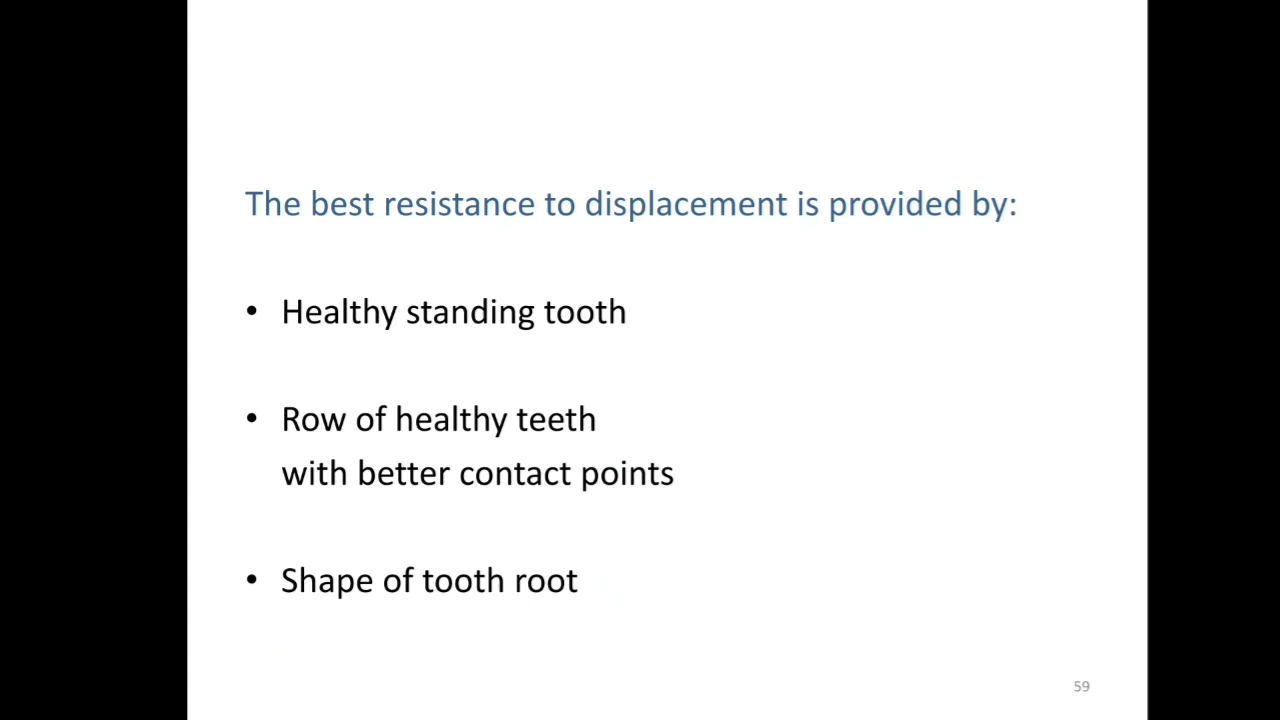 The best resistance to displacement is provided by:
• Healthy standing tooth
• Row of healthy teeth
with better contact points
• Shape of tooth root
59